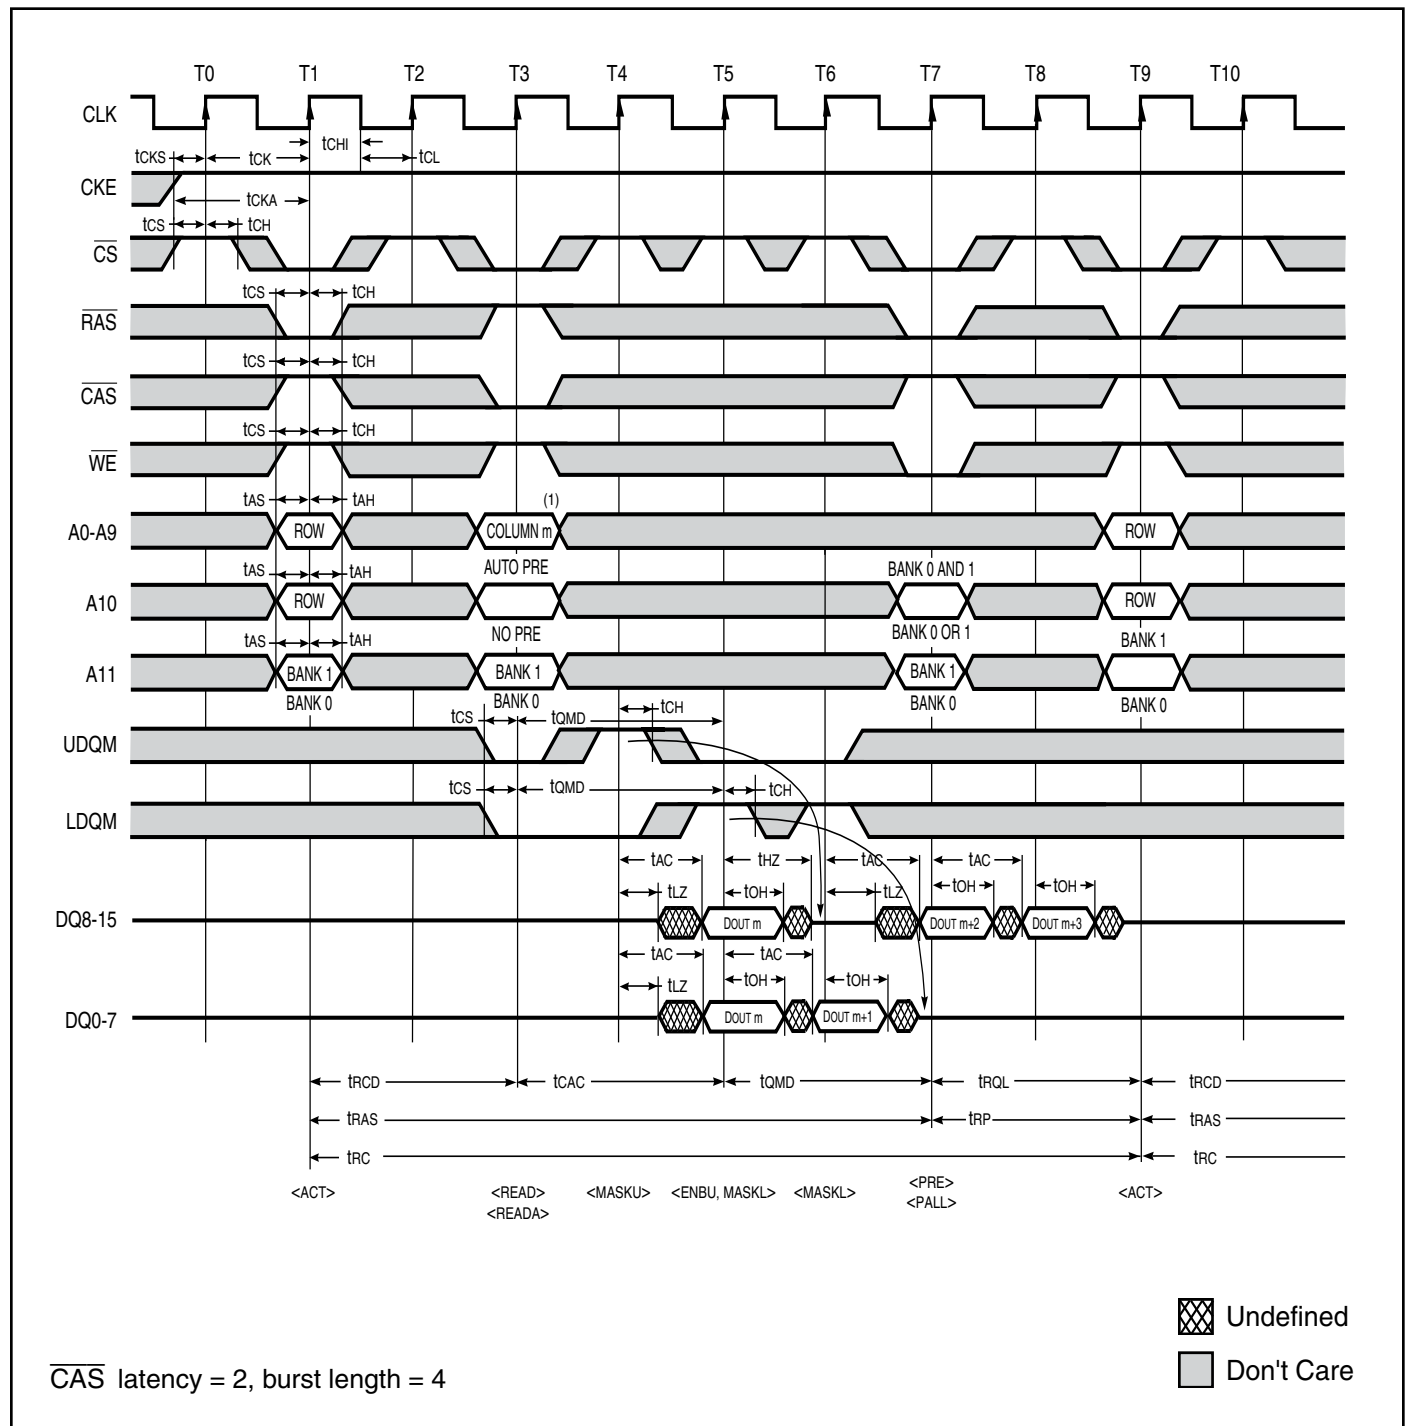 T0 T1 T2 T3 T4 T5 T6 T7 T8 T9 T10
CLK
tCHI
tCKS tCK tCL
CKE
tCKA
tCS tCH
CS
tCS tCH
RAS
tCS tCH
CAS
tCS tCH
WE
tAS tAH (1)
A0-A9 ROW COLUMN m ROW
tAS tAH AUTO PRE BANK 0 AND 1
A10 ROW ROW
tAS tAH NO PRE BANK 0 OR 1 BANK 1
A11 BANK 1 BANK 1 BANK 1
BANK 0 BANK 0 BANK 0 BANK 0
tCS tQMD tCH
UDQM
tCS tQMD tCH
LDQM
tAC tHZ tAC tAC
tLZ tOH tLZ tOH tOH
DQ8-15 DOUT m DOUT m+2 DOUT m+3
tAC tAC
tLZ tOH tOH
DQ0-7 DOUT m DOUT m+1
tRCD tCAC tQMD tRQL tRCD
tRAS tRP tRAS
tRC tRC
<ACT> <READ> <MASKU> <ENBU, MASKL> <MASKL> <PRE> <ACT>
<READA> <PALL>
Undefined
Don't Care
CAS latency = 2, burst length = 4